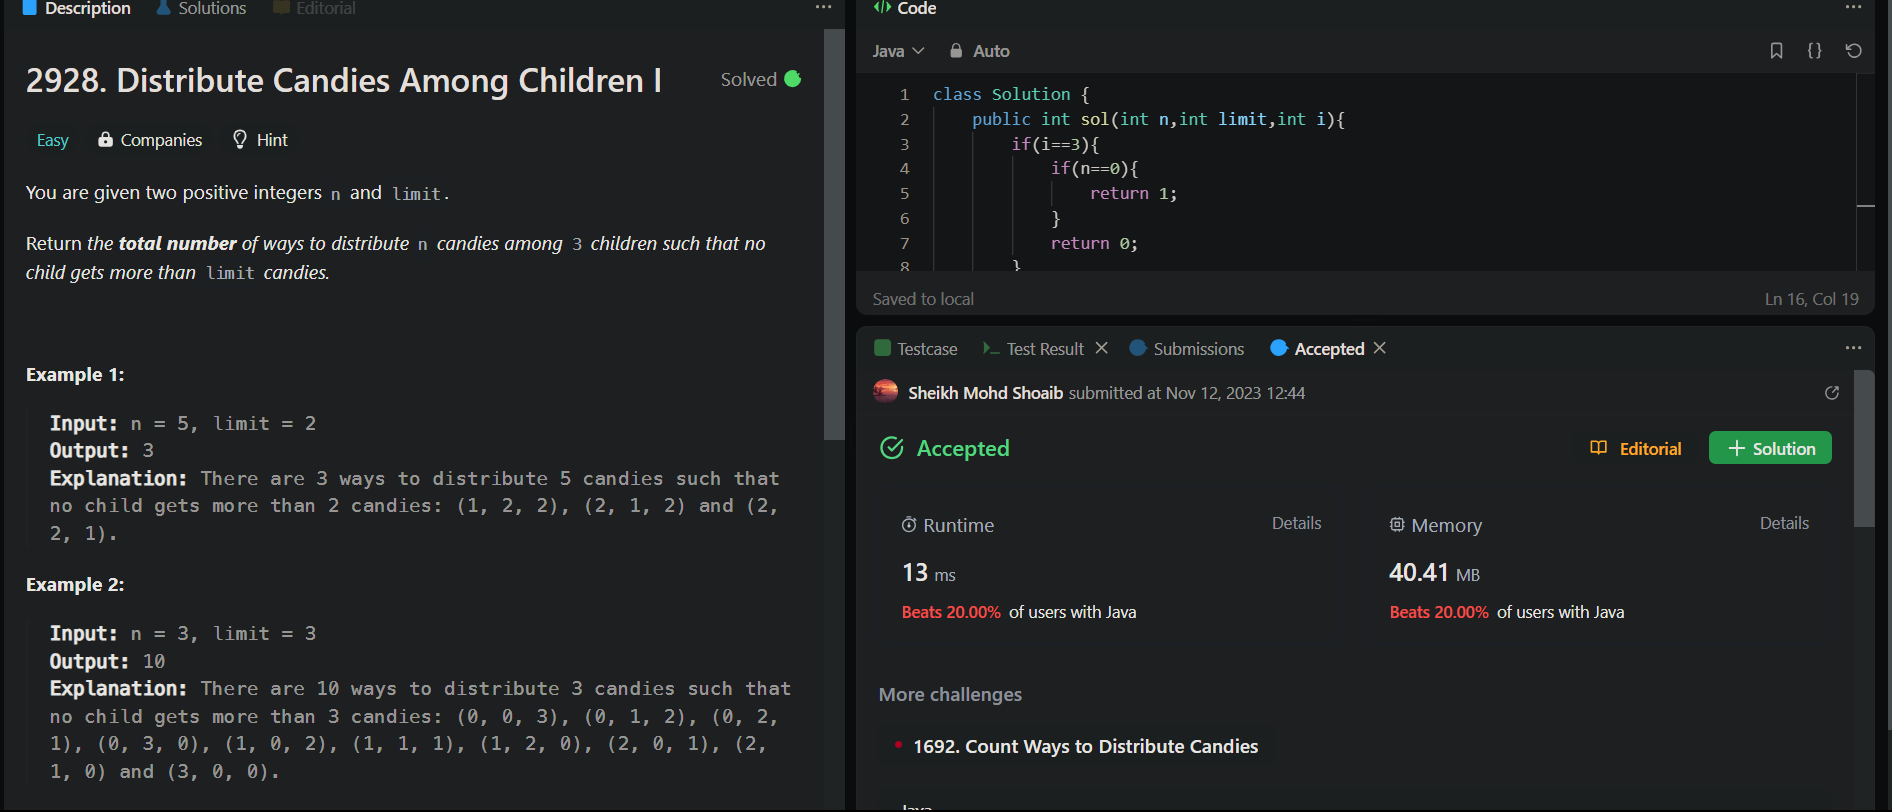 Description
Solutions
Editorial
2928. Distribute Candies Among Children I
Solved
Easy
Companies
Hint
You are given two positive integers n and limit.
Return the total number of ways to distribute n candies among 3 children such that no
child gets more than limit candies.
Example 1:
Input: n = 5, limit = 2
Output: 3
Explanation: There are 3 ways to distribute 5 candies such that
no child gets more than 2 candies: (1, 2, 2), (2, 1, 2) and (2,
2, 1).
Example 2:
Input: n = 3, limit = 3
Output: 10
Explanation: There are 10 ways to distribute 3 candies such that
no child gets more than 3 candies: (0, 0, 3), (0, 1, 2), (0, 2,
1), (0, 3, 0), (1, 0, 2), (1, 1, 1), (1, 2, 0), (2, 0, 1), (2,
1, 0) and (3, 0, 0).
Code
Java
Auto
1 class Solution {
2 public int sol(int n,int limit,int i){
3 if(i==3){
4 if(n==0){
5 return 1;
6 }
7 return 0;
8 }
Saved to local
Ln 16, Col 19
Testcase
Test Result
Submissions
Accepted
Sheikh Mohd Shoaib submitted at Nov 12, 2023 12:44
Accepted
Editorial
Solution
Runtime
Details
13 ms
Beats 20.00% of users with Java
Memory
Details
40.41 MB
Beats 20.00% of users with Java
More challenges
1692. Count Ways to Distribute Candies
Java